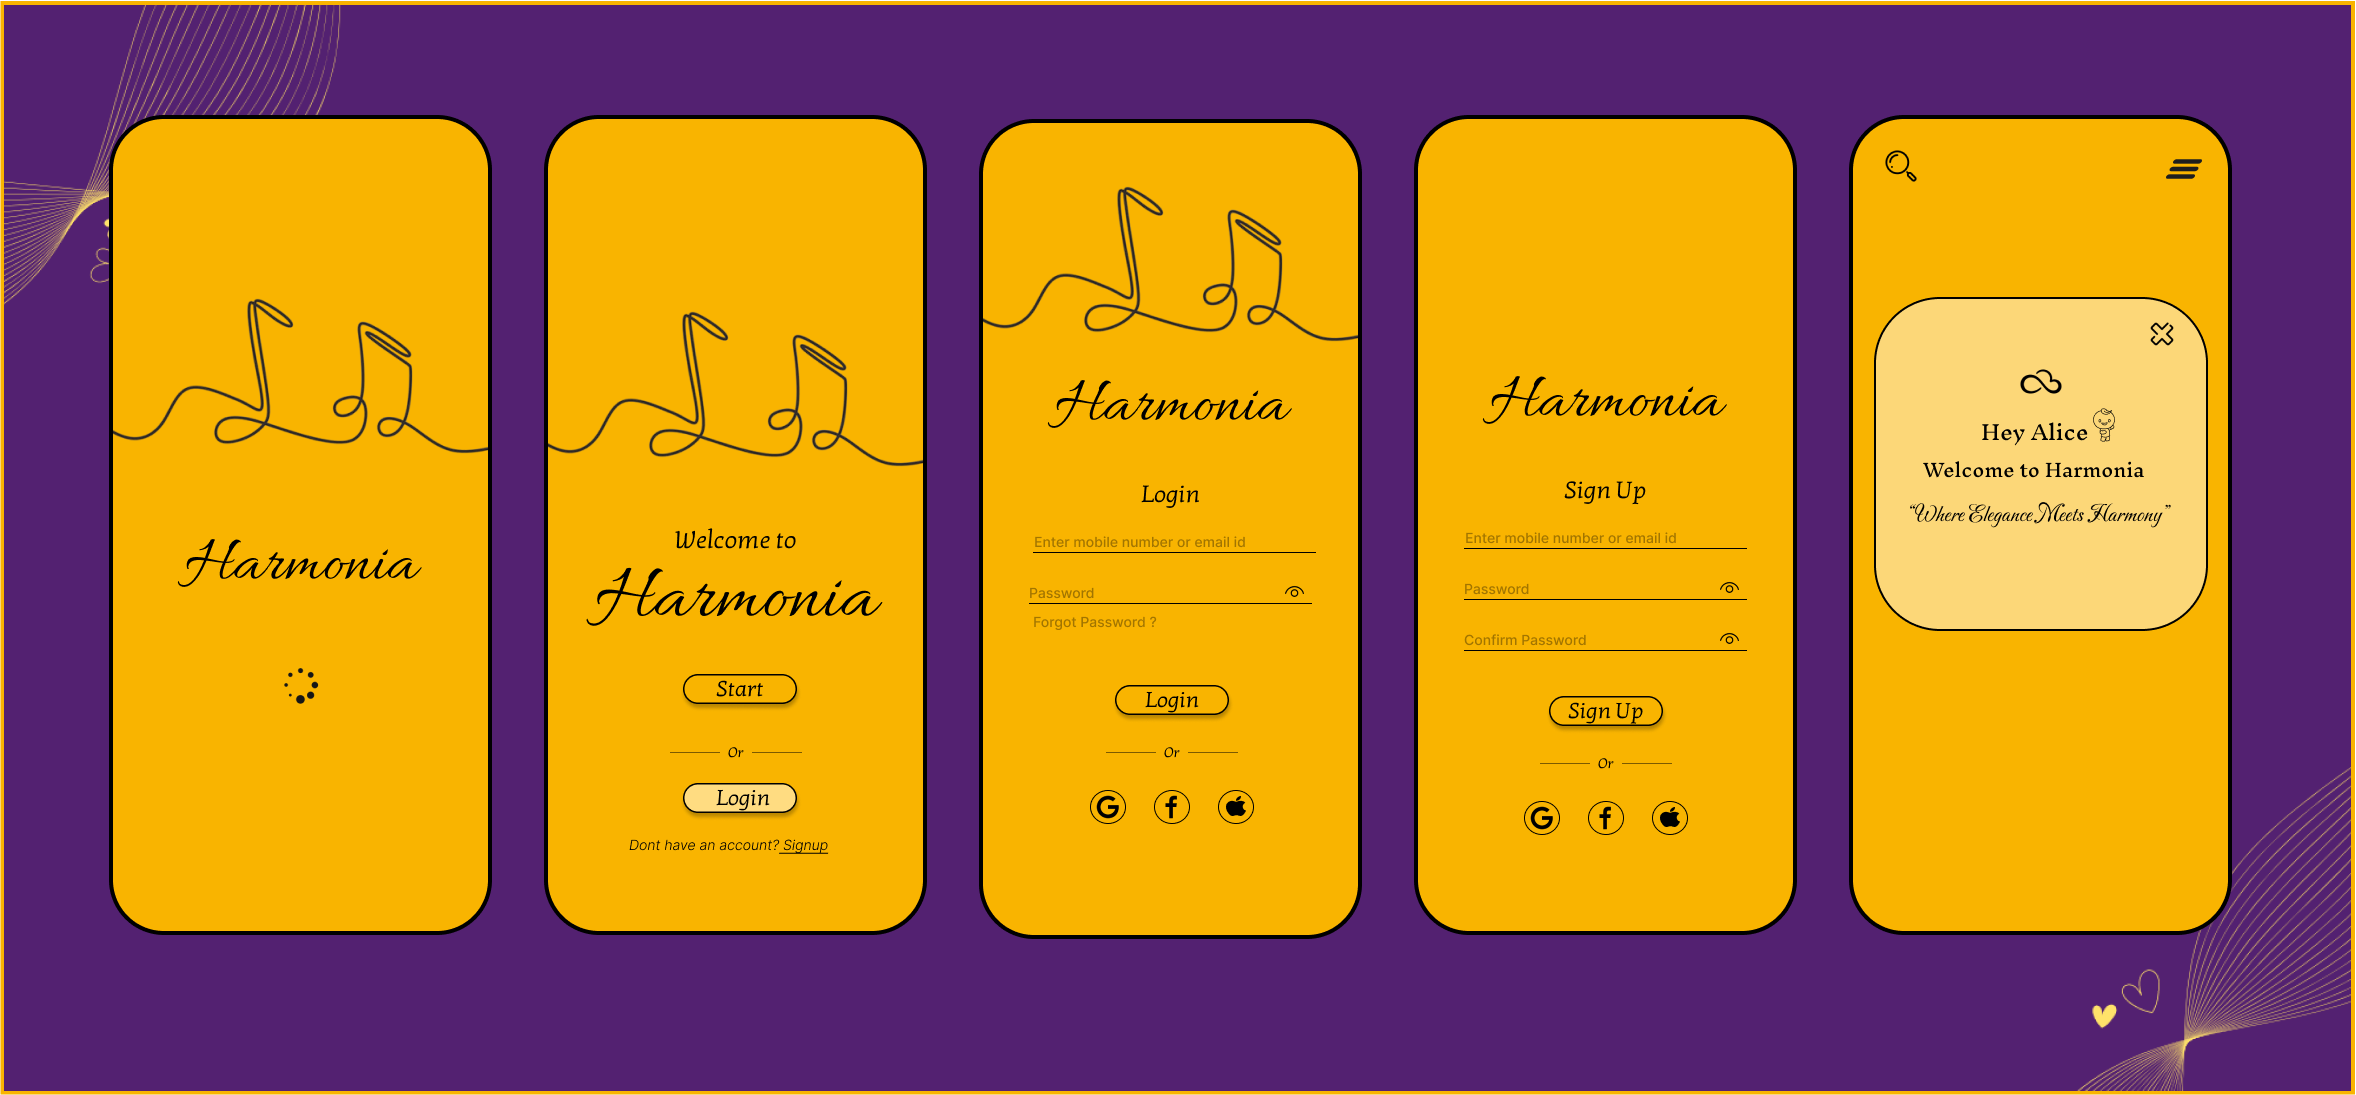 Harmonia
Welcome to
Harmonia
Start
Or
Login
Dont have an account? Signup
Harmonia
Login
Enter mobile number or email id
Password
Forgot Password ?
Login
Or
Harmonia
Sign Up
Enter mobile number or email id
Password
Confirm Password
Sign Up
Or
Hey Alice
Welcome to Harmonia
“Where Elegance Meets Harmony”